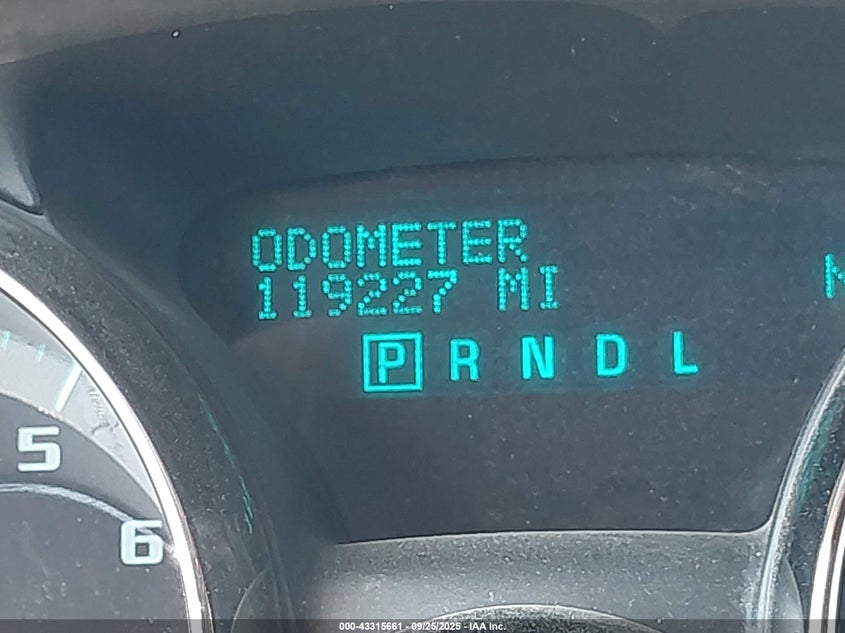 ODOMETER
119227 MI
P R N D L
5
6
000-43315661 - 09/25/2025 - IAA Inc.